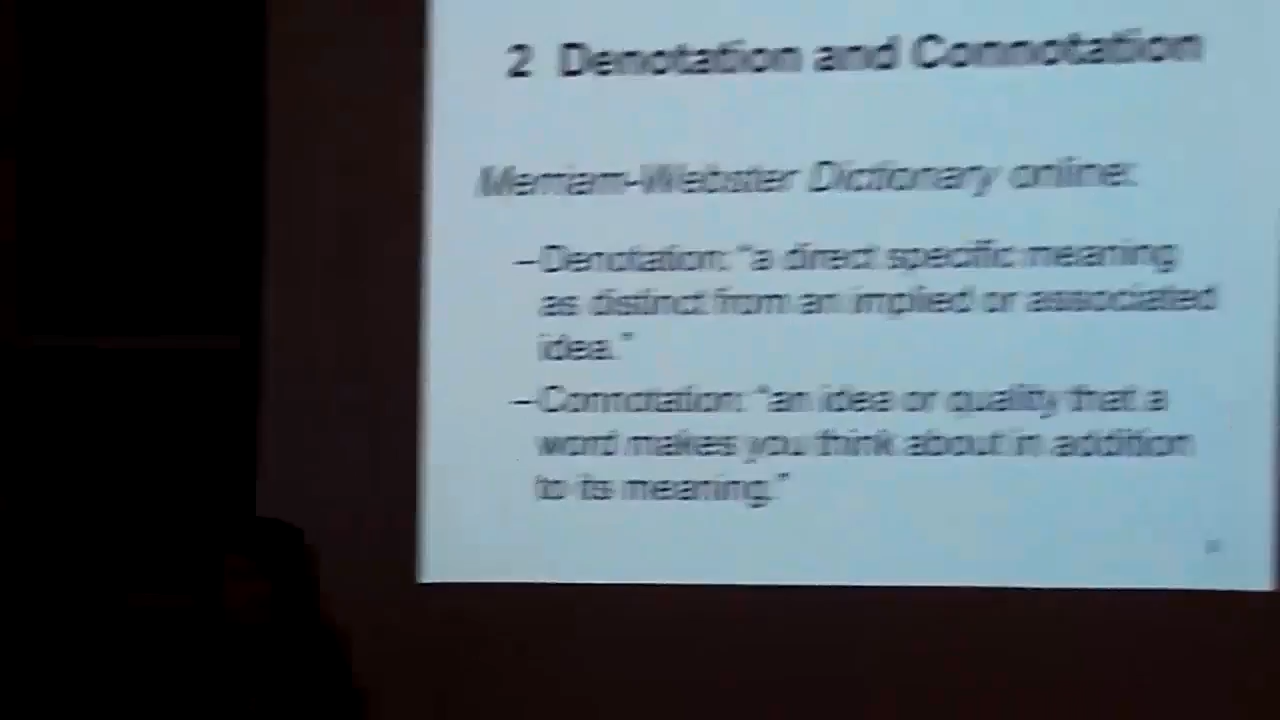 2 Denotation and Connotation
Merriam-Webster Dictionary online:
–Denotation: "a direct specific meaning
as distinct from an implied or associated
idea."
–Connotation: "an idea or quality that a
word makes you think about in addition
to its meaning."